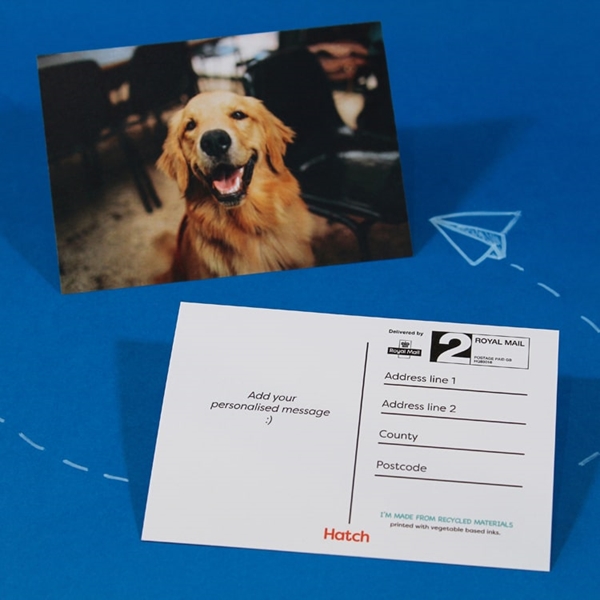 Delivered by
Royal Mail
2
ROYAL MAIL
POSTAGE PAID GB
Add your
personalised message
:)
Address line 1
Address line 2
County
Postcode
I'M MADE FROM RECYCLED MATERIALS
printed with vegetable based inks.
Hatch